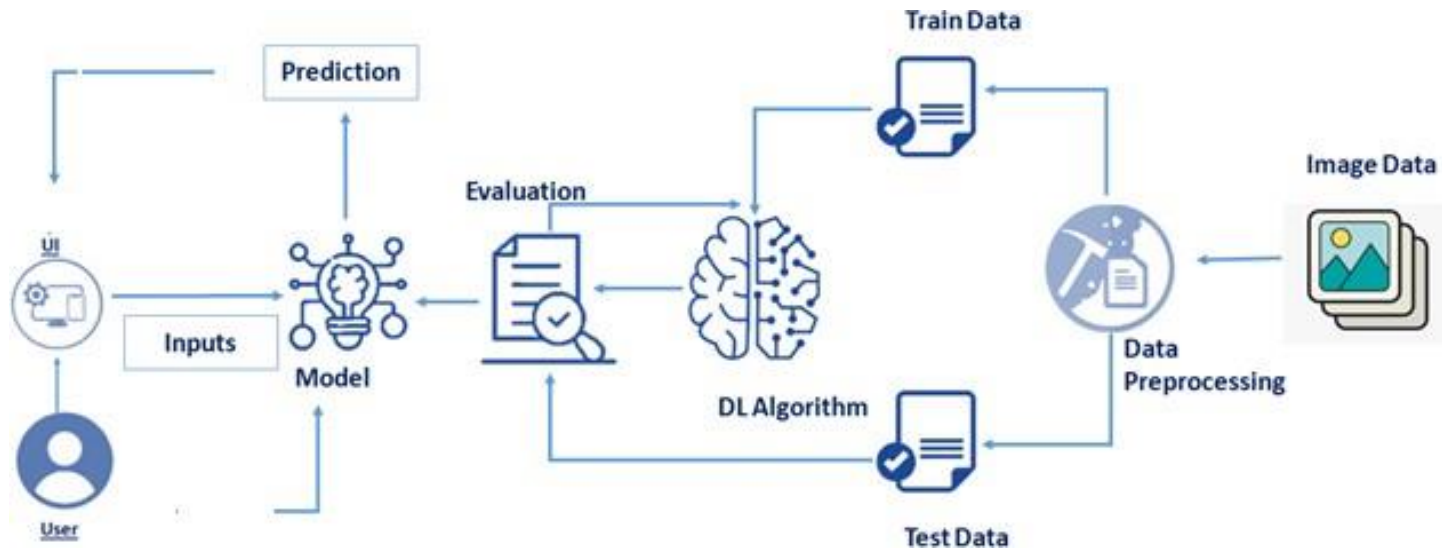 Train Data
Prediction
Image Data
Evaluation
UI
Inputs
Model
Data
Preprocessing
DL Algorithm
User
Test Data